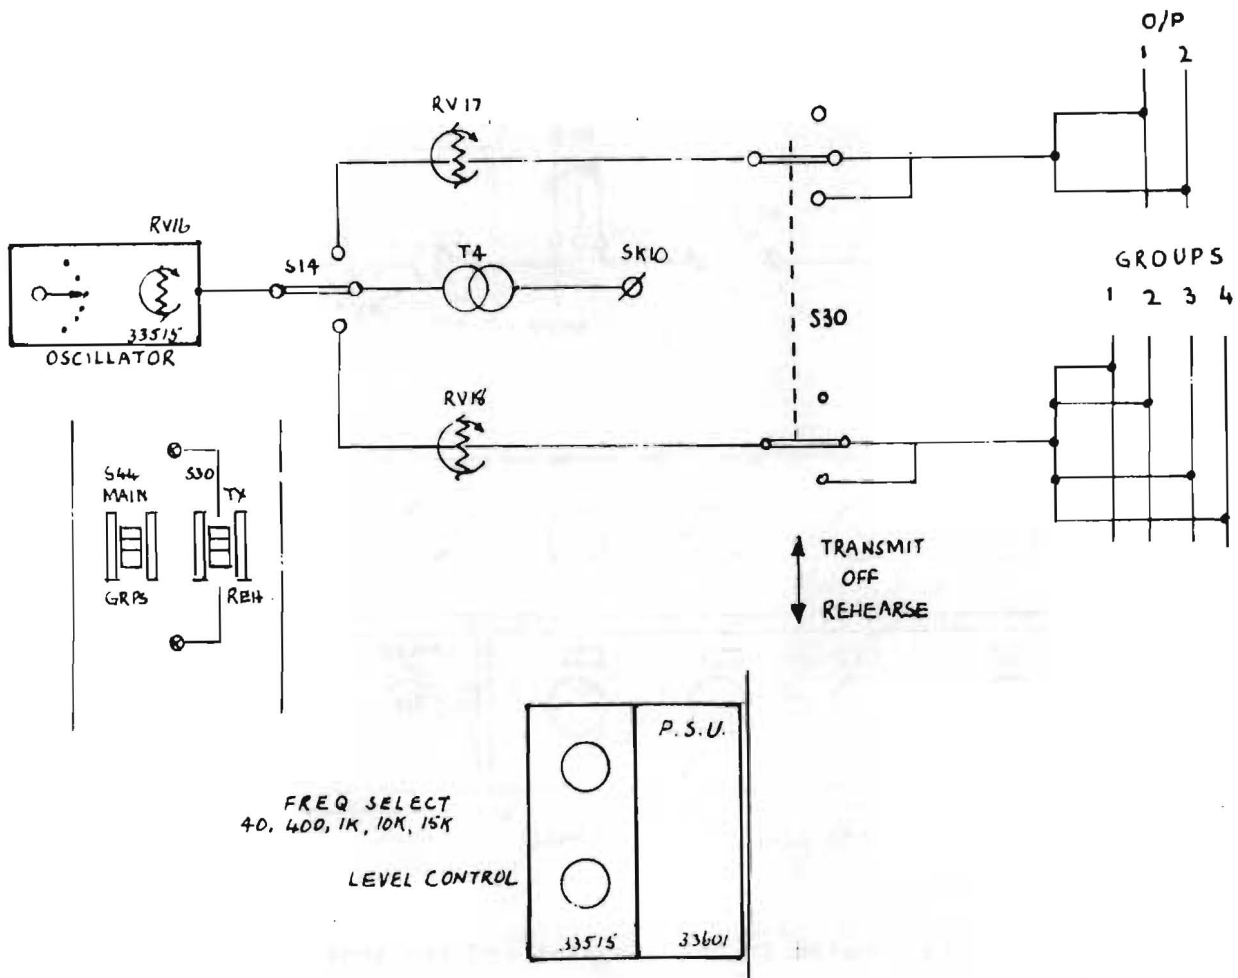 O/P
1 2
RV17
RV16
S14
T4
SK10
GROUPS
1 2 3 4
S30
33515
OSCILLATOR
RV18
S44
MAIN
S30
TX
GRPS
REH
TRANSMIT
OFF
REHEARSE
P.S.U.
FREQ SELECT
40, 400, 1K, 10K, 15K
LEVEL CONTROL
33515
33601